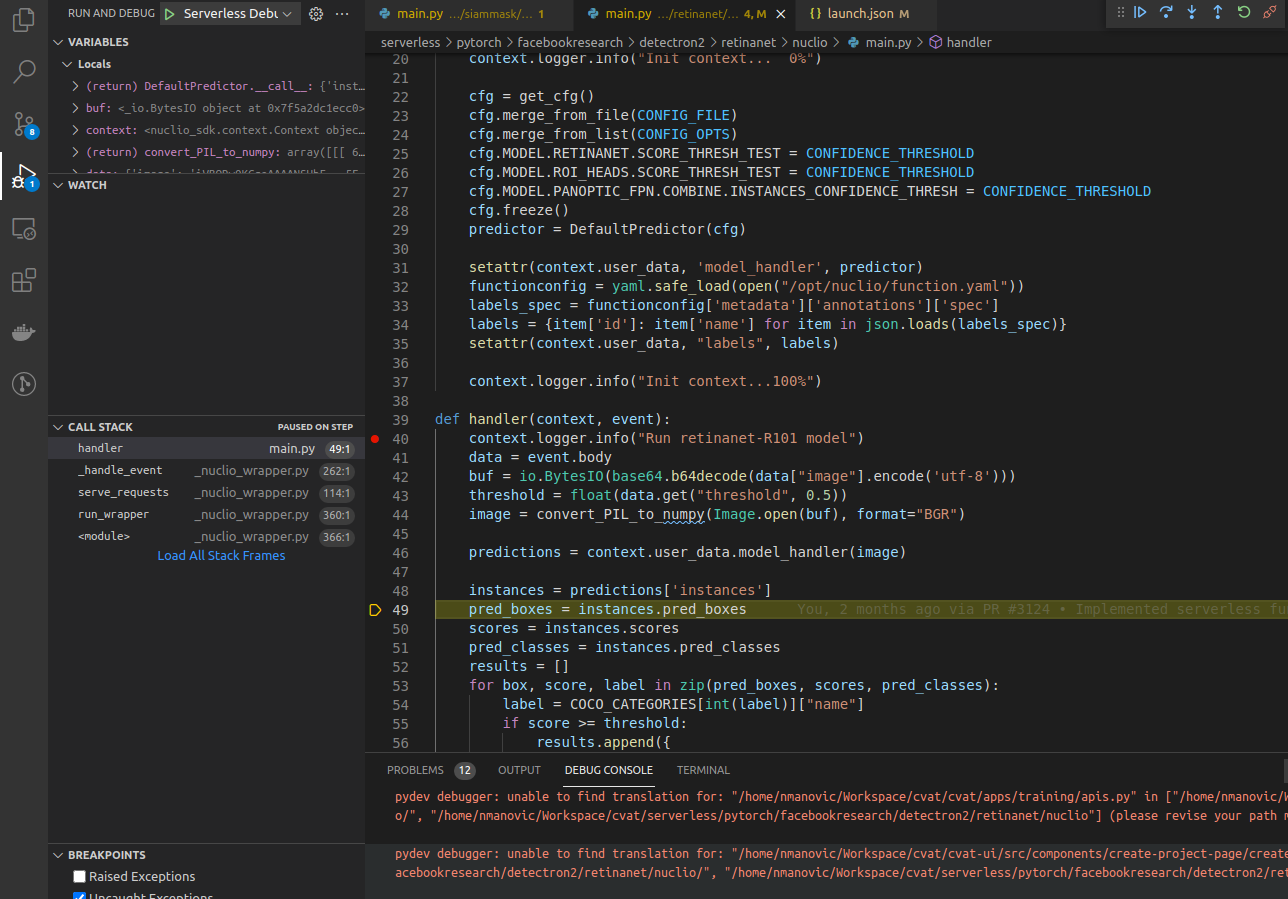 RUN AND DEBUG Serverless Debu
main.py …/siammask/… 1
main.py …/retinanet/… 4, M
launch.json M
serverless > pytorch > facebookresearch > detectron2 > retinanet > nuclio > main.py > handler
8
1
VARIABLES
Locals
(return) DefaultPredictor.__call__: {'inst…
buf: <_io.BytesIO object at 0x7f5a2dc1ecc0>
context: <nuclio_sdk.context.Context objec…
(return) convert_PIL_to_numpy: array([[[ 6…
WATCH
CALL STACK PAUSED ON STEP
handler main.py 49:1
_handle_event _nuclio_wrapper.py 262:1
serve_requests _nuclio_wrapper.py 114:1
run_wrapper _nuclio_wrapper.py 360:1
<module> _nuclio_wrapper.py 366:1
Load All Stack Frames
BREAKPOINTS
Raised Exceptions
Uncaught Exceptions
20 context.logger.info("Init context... 0%")
21
22 cfg = get_cfg()
23 cfg.merge_from_file(CONFIG_FILE)
24 cfg.merge_from_list(CONFIG_OPTS)
25 cfg.MODEL.RETINANET.SCORE_THRESH_TEST = CONFIDENCE_THRESHOLD
26 cfg.MODEL.ROI_HEADS.SCORE_THRESH_TEST = CONFIDENCE_THRESHOLD
27 cfg.MODEL.PANOPTIC_FPN.COMBINE.INSTANCES_CONFIDENCE_THRESH = CONFIDENCE_THRESHOLD
28 cfg.freeze()
29 predictor = DefaultPredictor(cfg)
30
31 setattr(context.user_data, 'model_handler', predictor)
32 functionconfig = yaml.safe_load(open("/opt/nuclio/function.yaml"))
33 labels_spec = functionconfig['metadata']['annotations']['spec']
34 labels = {item['id']: item['name'] for item in json.loads(labels_spec)}
35 setattr(context.user_data, "labels", labels)
36
37 context.logger.info("Init context...100%")
38
39 def handler(context, event):
40 context.logger.info("Run retinanet-R101 model")
41 data = event.body
42 buf = io.BytesIO(base64.b64decode(data["image"].encode('utf-8')))
43 threshold = float(data.get("threshold", 0.5))
44 image = convert_PIL_to_numpy(Image.open(buf), format="BGR")
45
46 predictions = context.user_data.model_handler(image)
47
48 instances = predictions['instances']
49 pred_boxes = instances.pred_boxes You, 2 months ago via PR #3124 • Implemented serverless fu
50 scores = instances.scores
51 pred_classes = instances.pred_classes
52 results = []
53 for box, score, label in zip(pred_boxes, scores, pred_classes):
54 label = COCO_CATEGORIES[int(label)]["name"]
55 if score >= threshold:
56 results.append({
PROBLEMS 12 OUTPUT DEBUG CONSOLE TERMINAL
pydev debugger: unable to find translation for: "/home/nmanovic/Workspace/cvat/cvat/apps/training/apis.py" in ["/home/nmanovic/W
o/", "/home/nmanovic/Workspace/cvat/serverless/pytorch/facebookresearch/detectron2/retinanet/nuclio"] (please revise your path m
pydev debugger: unable to find translation for: "/home/nmanovic/Workspace/cvat/cvat-ui/src/components/create-project-page/create
acebookresearch/detectron2/retinanet/nuclio/", "/home/nmanovic/Workspace/cvat/serverless/pytorch/facebookresearch/detectron2/ret